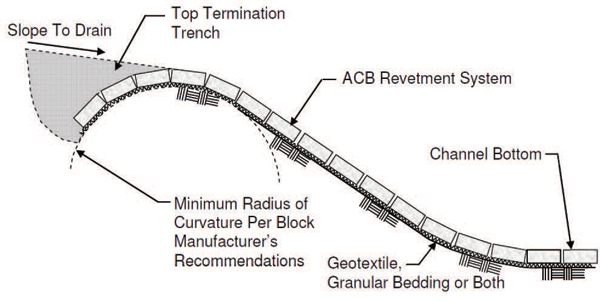 Top Termination
Trench
Slope To Drain
ACB Revetment System
Channel Bottom
Minimum Radius of
Curvature Per Block
Manufacturer's
Recommendations
Geotextile,
Granular Bedding or Both